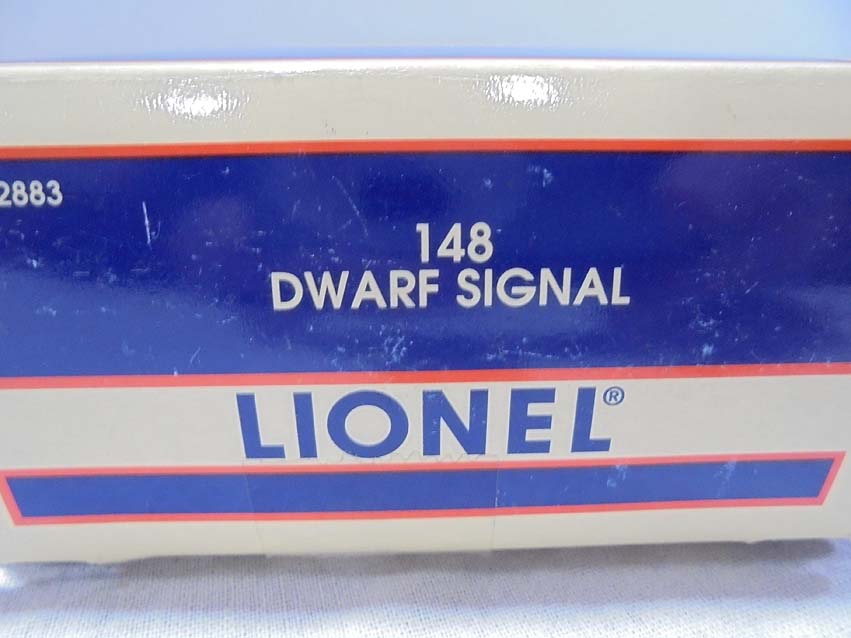 2883
148
DWARF SIGNAL
LIONEL®